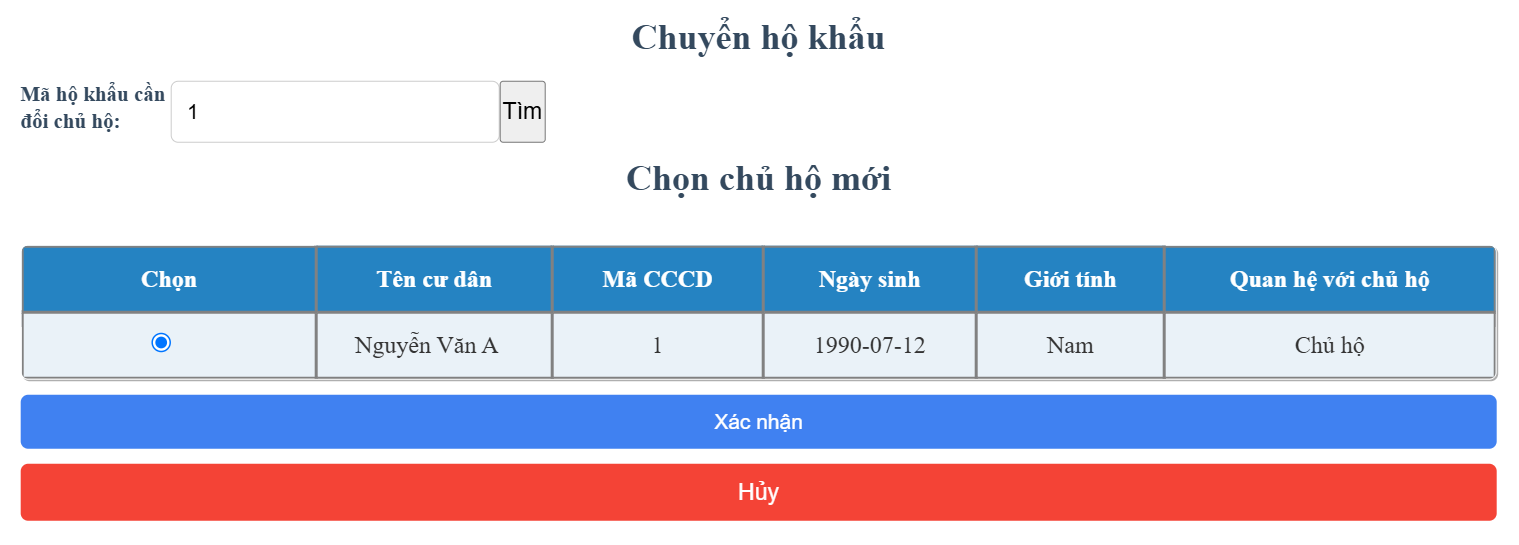 Chuyển hộ khẩu
Mã hộ khẩu cần
đổi chủ hộ:
1
Tìm
Chọn chủ hộ mới
Chọn Tên cư dân Mã CCCD Ngày sinh Giới tính Quan hệ với chủ hộ
Nguyễn Văn A 1 1990-07-12 Nam Chủ hộ
Xác nhận
Hủy